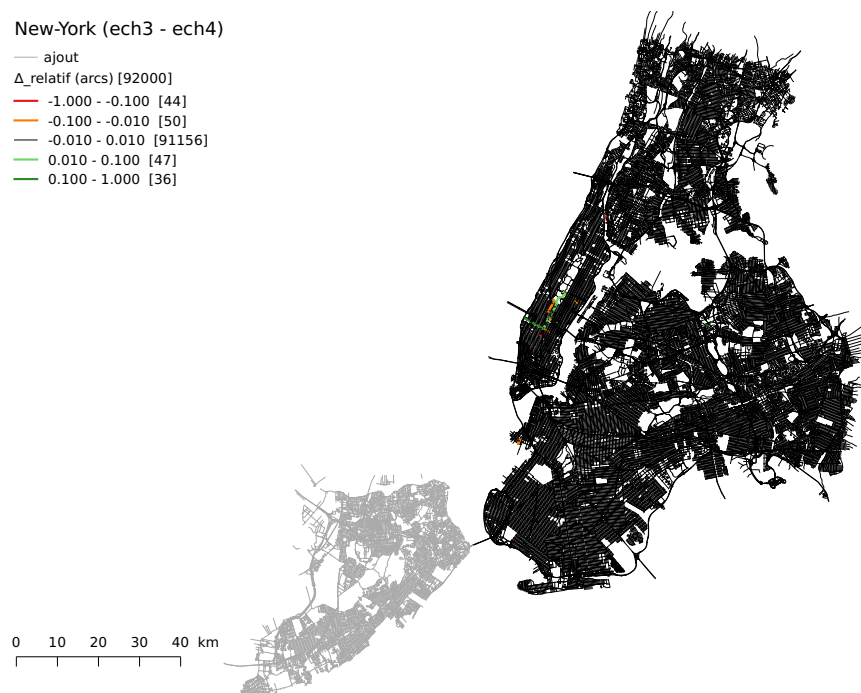 New-York (ech3 - ech4)
ajout
Δ_relatif (arcs) [92000]
-1.000 - -0.100 [44]
-0.100 - -0.010 [50]
-0.010 - 0.010 [91156]
0.010 - 0.100 [47]
0.100 - 1.000 [36]
0 10 20 30 40 km